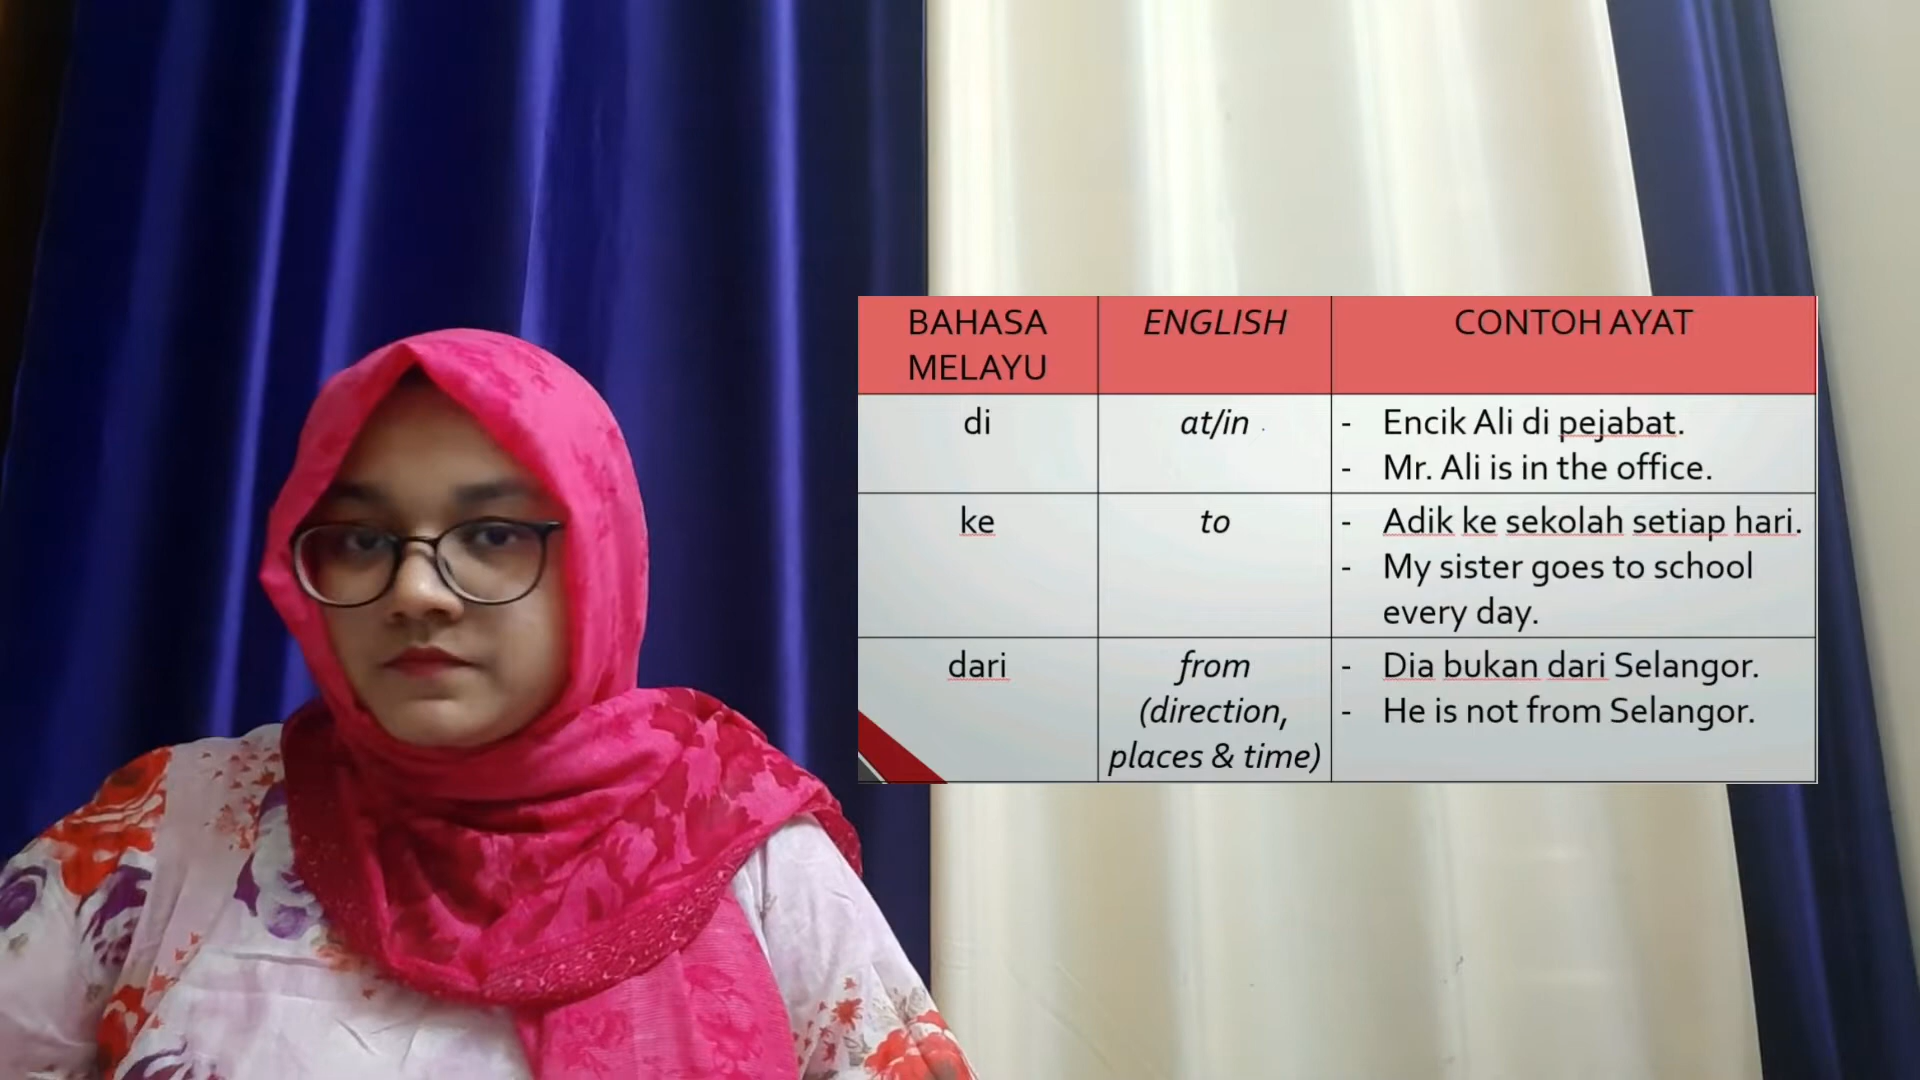 BAHASA
MELAYU
ENGLISH
CONTOH AYAT
di
at/in
- Encik Ali di pejabat.
- Mr. Ali is in the office.
ke
to
- Adik ke sekolah setiap hari.
- My sister goes to school
every day.
dari
from
(direction,
places & time)
- Dia bukan dari Selangor.
- He is not from Selangor.